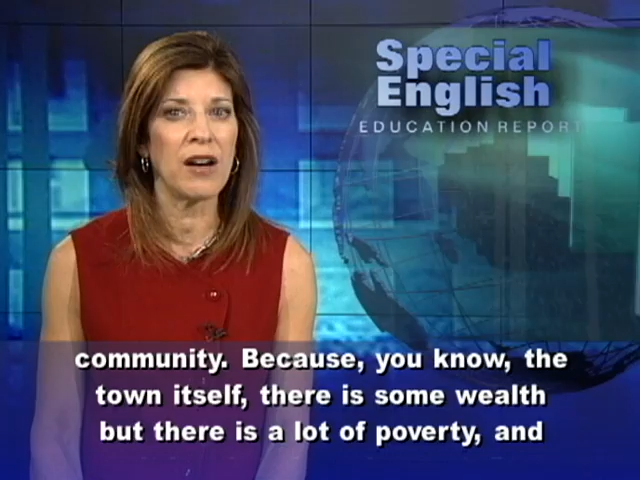 Special
English
EDUCATION REPORT
community. Because, you know, the
town itself, there is some wealth
but there is a lot of poverty, and